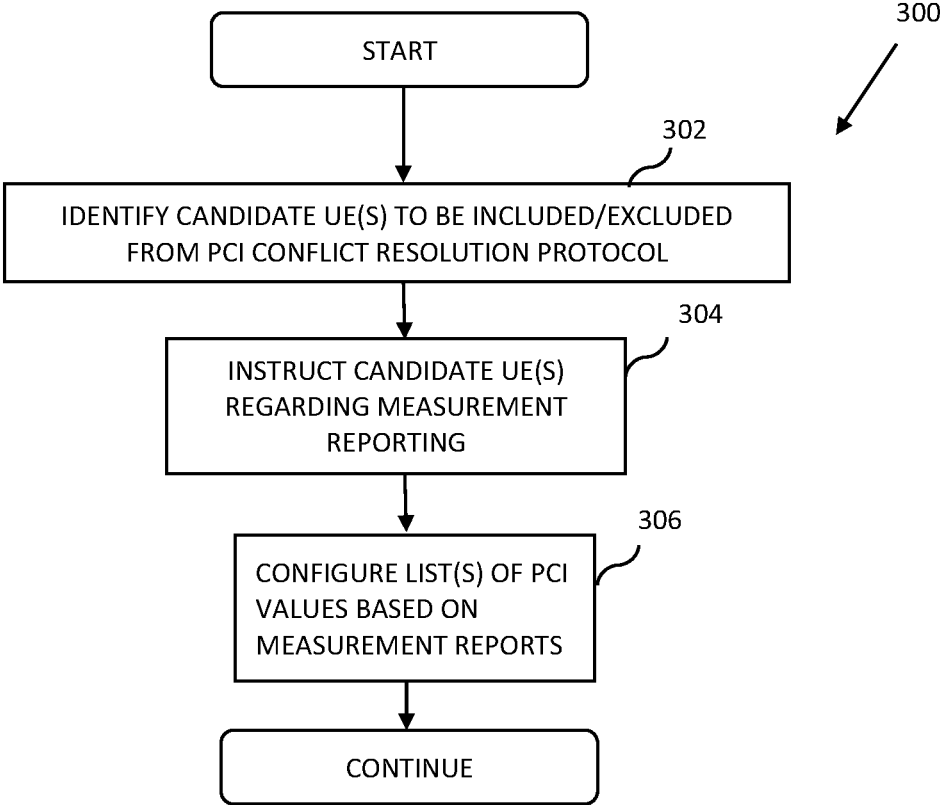 300
START
302
IDENTIFY CANDIDATE UE(S) TO BE INCLUDED/EXCLUDED
FROM PCI CONFLICT RESOLUTION PROTOCOL
304
INSTRUCT CANDIDATE UE(S)
REGARDING MEASUREMENT
REPORTING
306
CONFIGURE LIST(S) OF PCI
VALUES BASED ON
MEASUREMENT REPORTS
CONTINUE